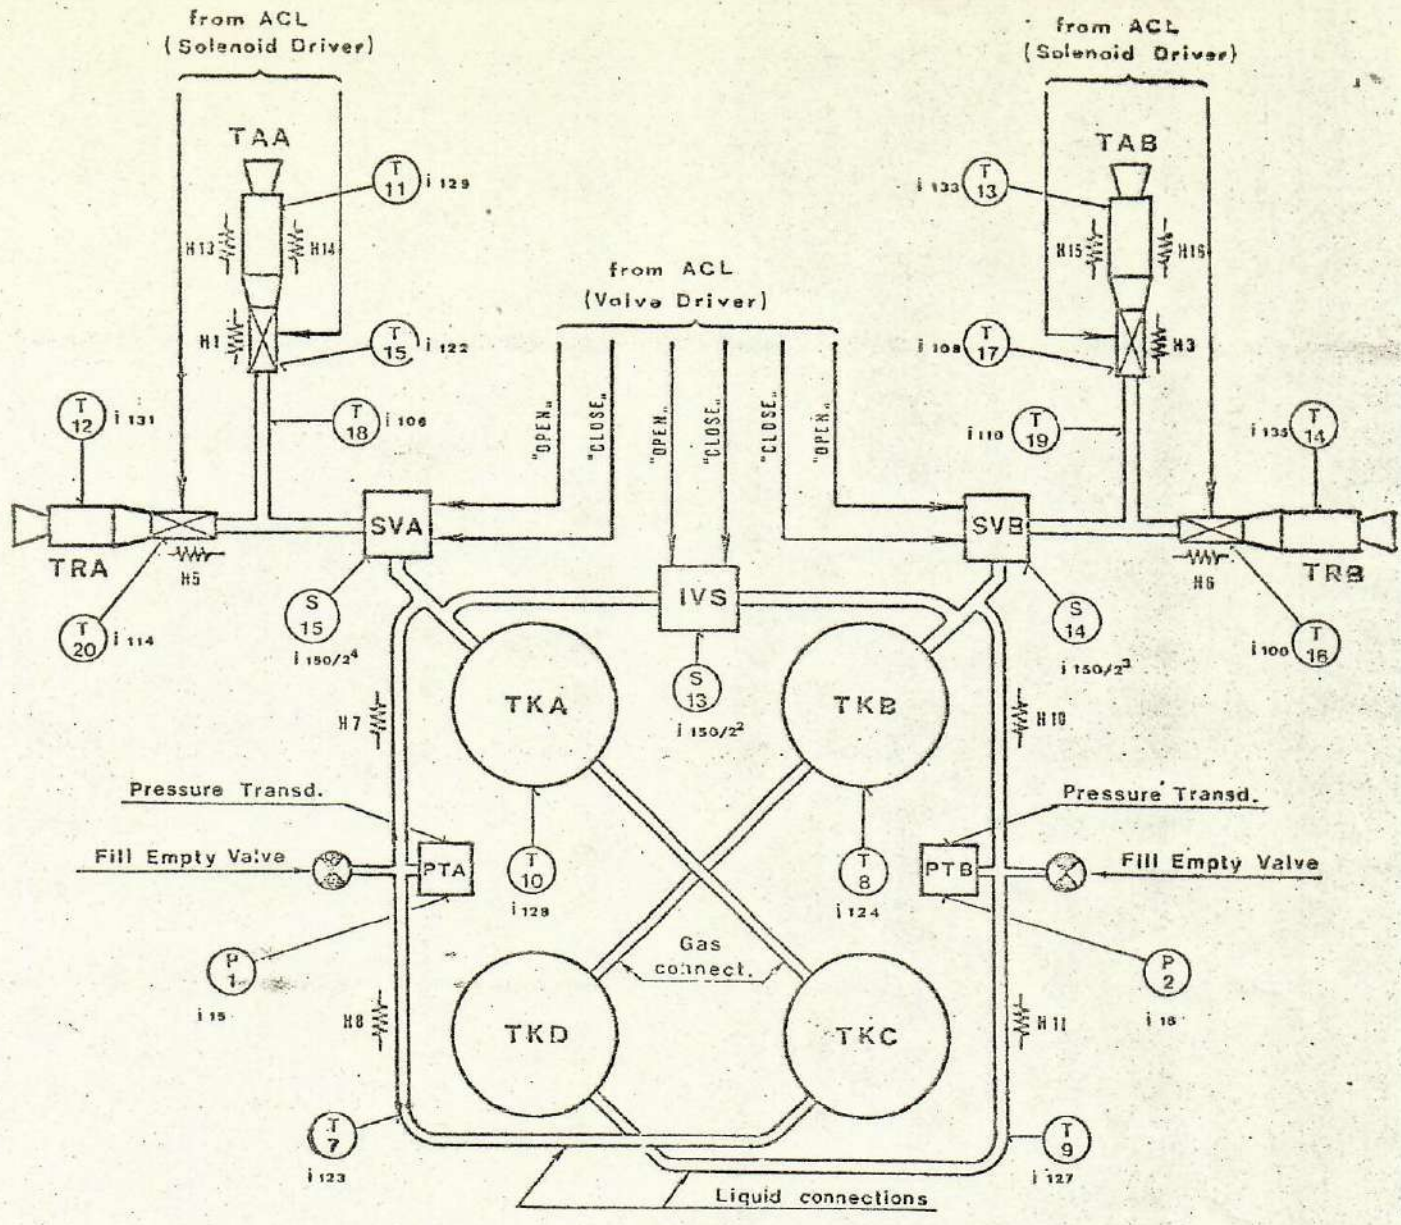 from ACL
(Solenoid Driver)
from ACL
(Solenoid Driver)
TAA
TAB
T
11
i 129
i 133
T
13
H13
H14
H15
H16
from ACL
(Valve Driver)
H1
T
15
i 122
i 108
T
17
H3
T
12
i 131
T
18
i 106
"OPEN"
"CLOSE"
"OPEN"
"CLOSE"
"CLOSE"
"OPEN"
i 110
T
19
i 135
T
14
SVA
SVB
TRA
H5
IVS
H6
TRB
T
20
i 114
S
15
i 150/2⁴
S
13
i 150/2²
S
14
i 150/2³
i 100
T
16
TKA
TKB
H7
H10
Pressure Transd.
Pressure Transd.
Fill Empty Valve
PTA
T
10
i 129
T
8
i 124
PTB
Fill Empty Valve
Gas
connect.
P
1
i 15
P
2
i 16
H8
TKD
TKC
H11
T
7
i 123
T
9
i 127
Liquid connections